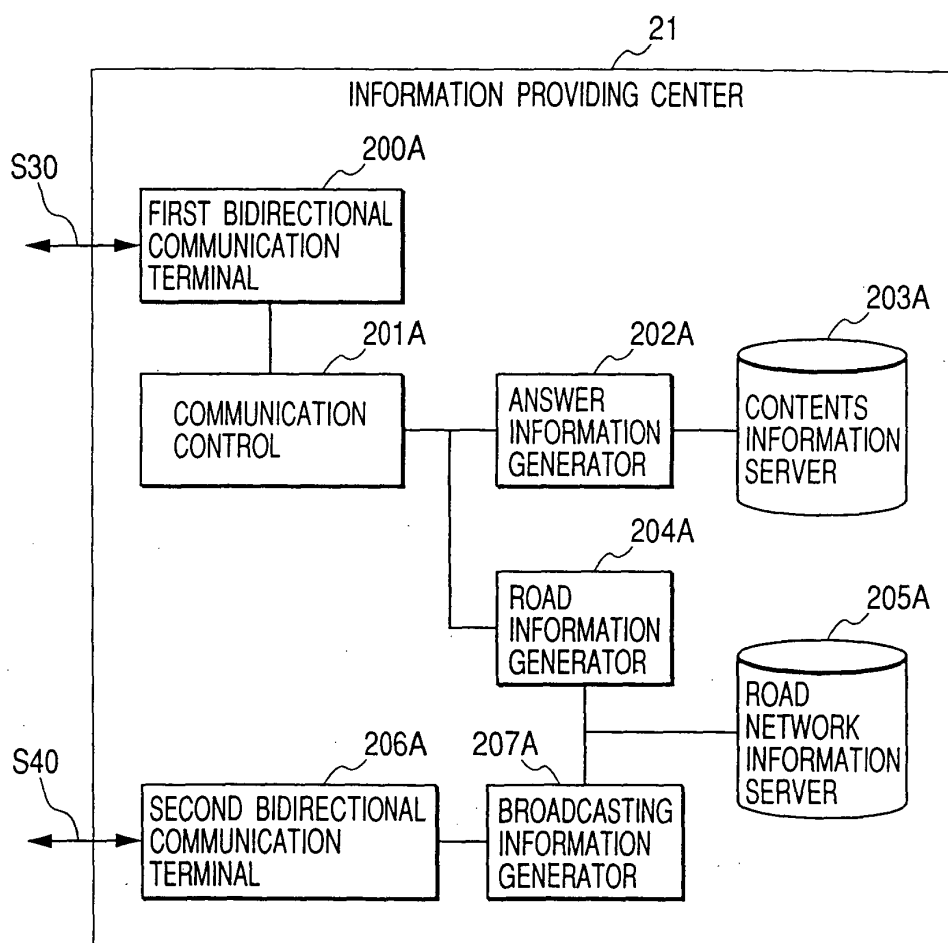 21
INFORMATION PROVIDING CENTER
200A
S30
FIRST BIDIRECTIONAL
COMMUNICATION
TERMINAL
201A
COMMUNICATION
CONTROL
202A
ANSWER
INFORMATION
GENERATOR
203A
CONTENTS
INFORMATION
SERVER
204A
ROAD
INFORMATION
GENERATOR
205A
ROAD
NETWORK
INFORMATION
SERVER
S40
206A
SECOND BIDIRECTIONAL
COMMUNICATION
TERMINAL
207A
BROADCASTING
INFORMATION
GENERATOR